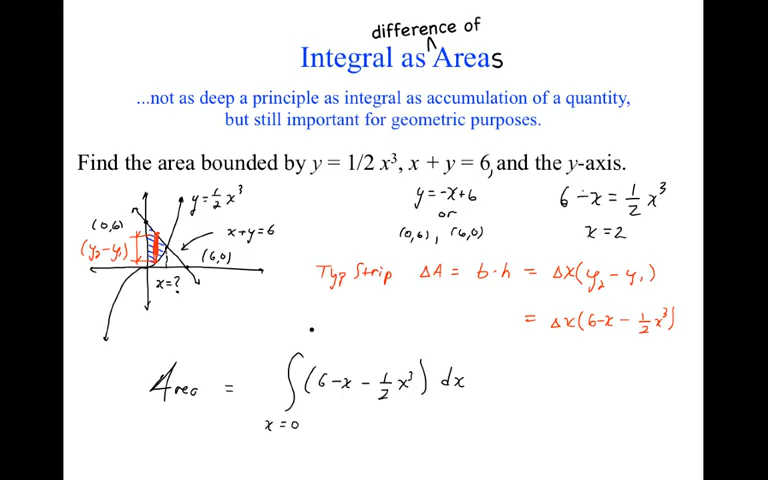 difference of
Integral as ^ Areas
...not as deep a principle as integral as accumulation of a quantity,
but still important for geometric purposes.
Find the area bounded by y = 1/2 x³, x + y = 6, and the y-axis.
y = 1/2 x³
(0,6)
x+y=6
(y₂-y₁)
(6,0)
x=?
y=-x+6
or
(0,6), (6,0)
6-x = 1/2 x³
x=2
Typ Strip ΔA = b·h = Δx(y₂-y₁)
= Δx(6-x - 1/2 x³)
Area = ∫ (6-x - 1/2 x³) dx
x=0